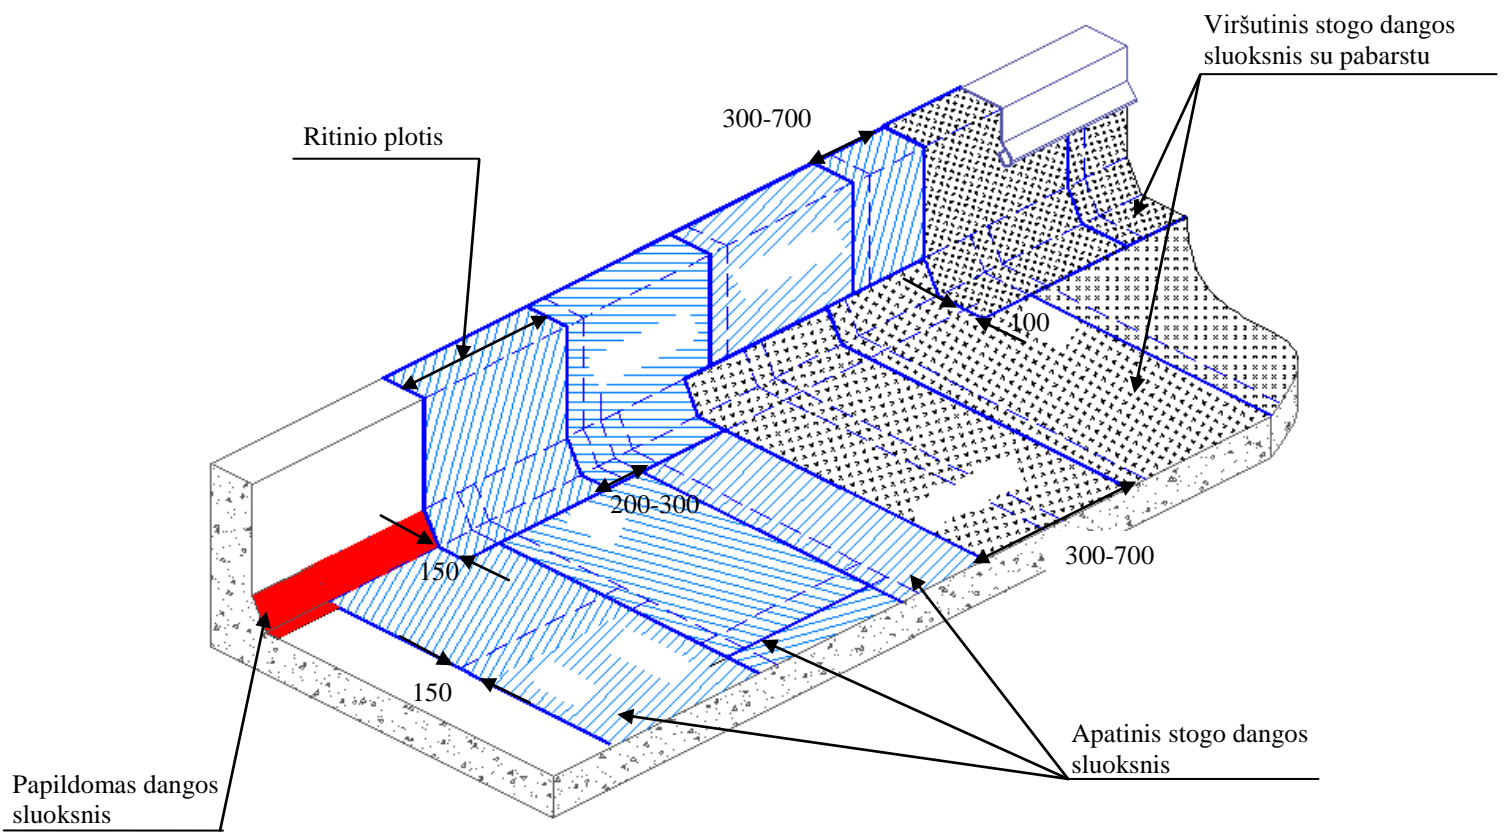 Viršutinis stogo dangos
sluoksnis su pabarstu
300-700
Ritinio plotis
100
200-300
300-700
150
150
Apatinis stogo dangos
sluoksnis
Papildomas dangos
sluoksnis